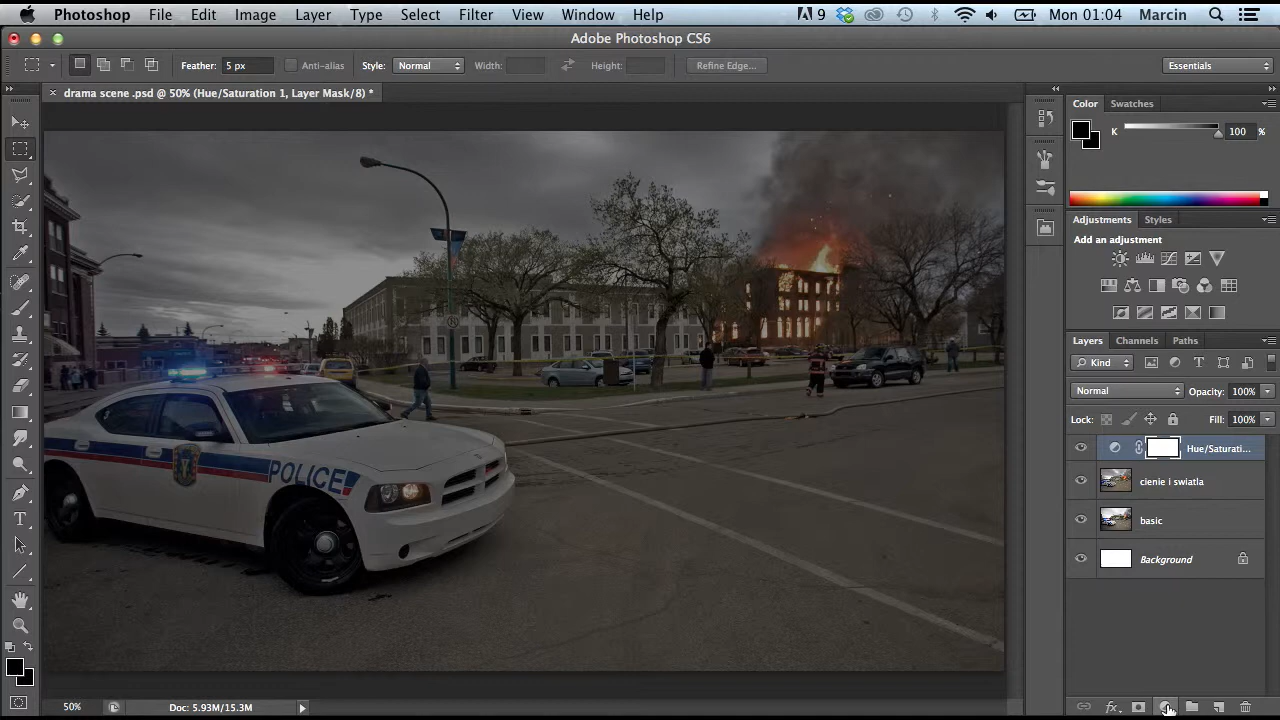 Photoshop File Edit Image Layer Type Select Filter View Window Help 9 Mon 01:04 Marcin
Adobe Photoshop CS6
Feather: 5 px Anti-alias Style: Normal Width: Height: Refine Edge... Essentials
× drama scene .psd @ 50% (Hue/Saturation 1, Layer Mask/8) *
Color Swatches
K 100 %
Adjustments Styles
Add an adjustment
Layers Channels Paths
Kind
Normal Opacity: 100%
Lock: Fill: 100%
Hue/Saturati...
cienie i swiatla
basic
Background
POLICE
50% Doc: 5.93M/15.3M
fx